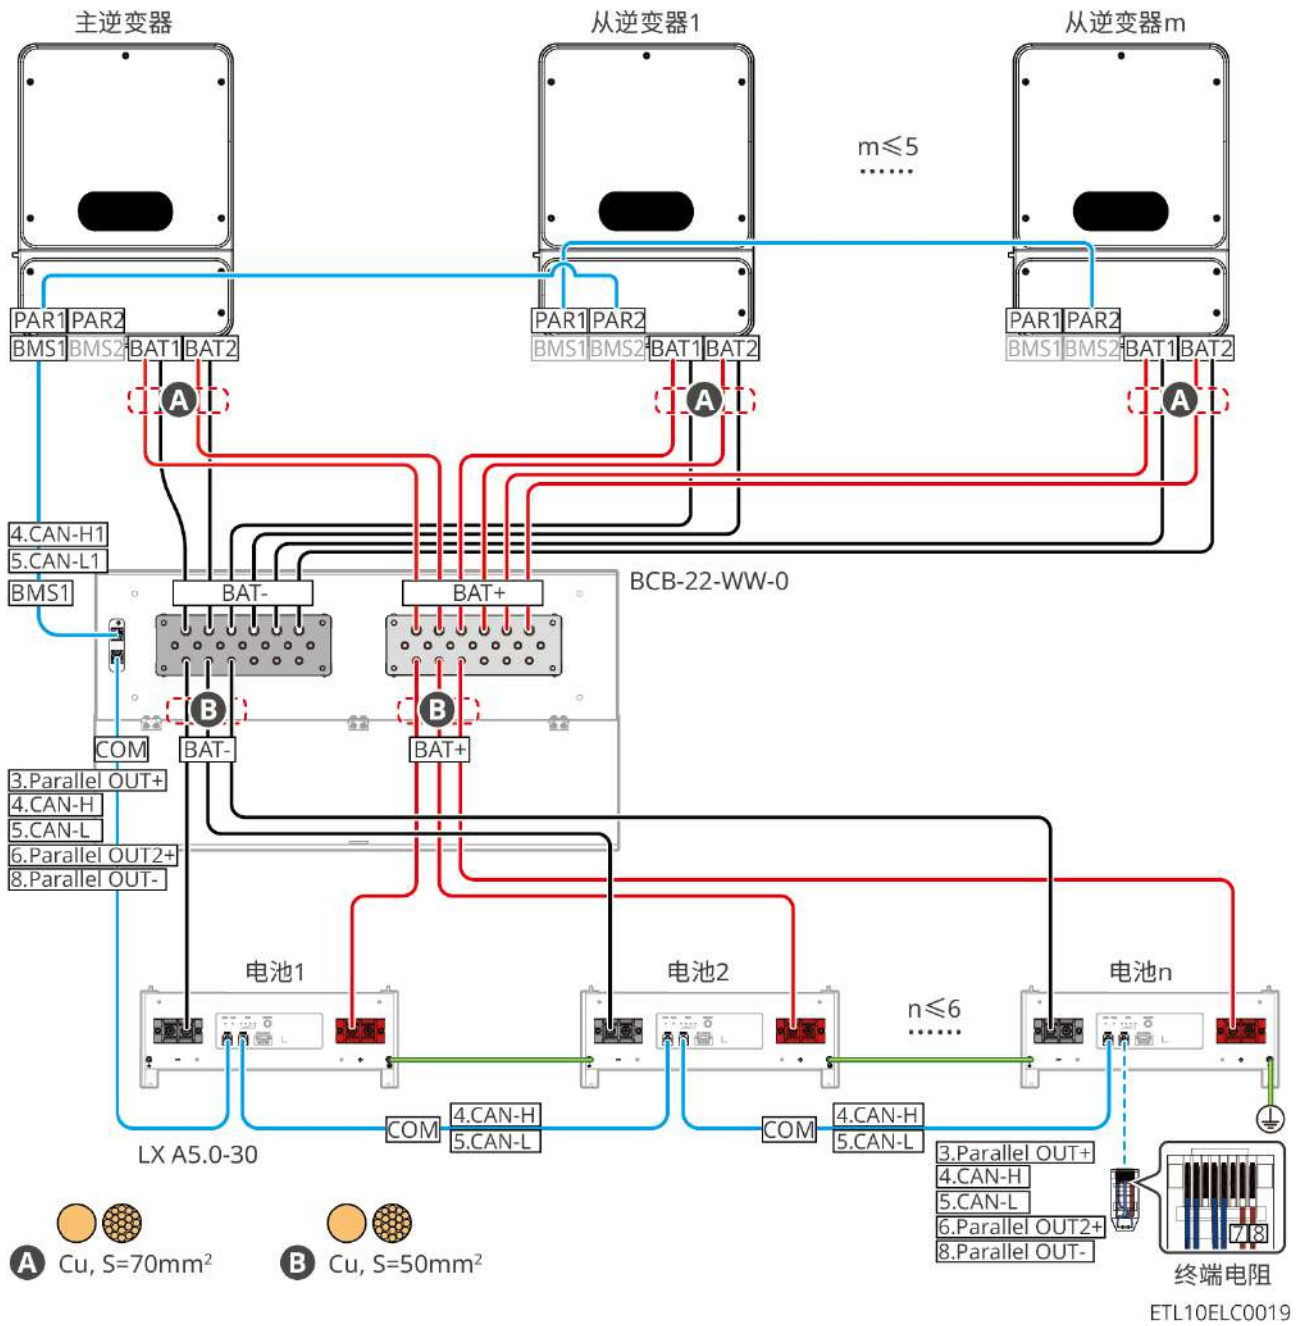 主逆变器
从逆变器1
从逆变器m
m≤5
......
PAR1 PAR2
BMS1 BMS2 BAT1 BAT2
PAR1 PAR2
BMS1 BMS2 BAT1 BAT2
PAR1 PAR2
BMS1 BMS2 BAT1 BAT2
A
A
A
4.CAN-H1
5.CAN-L1
BMS1
BAT-
BAT+
BCB-22-WW-0
B
B
COM
BAT-
BAT+
3.Parallel OUT+
4.CAN-H
5.CAN-L
6.Parallel OUT2+
8.Parallel OUT-
电池1
电池2
n≤6
......
电池n
COM
4.CAN-H
5.CAN-L
COM
4.CAN-H
5.CAN-L
LX A5.0-30
3.Parallel OUT+
4.CAN-H
5.CAN-L
6.Parallel OUT2+
8.Parallel OUT-
7 8
终端电阻
A Cu, S=70mm²
B Cu, S=50mm²
ETL10ELC0019